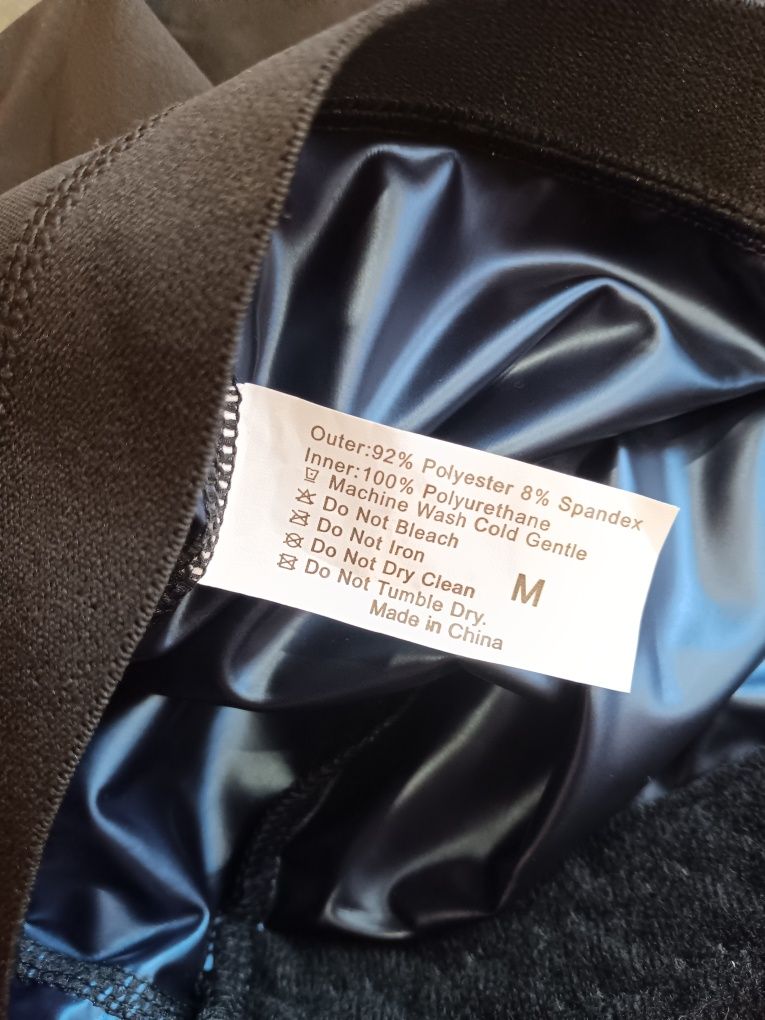 Outer:92% Polyester 8% Spandex
Inner:100% Polyurethane
Machine Wash Cold Gentle
Do Not Bleach
Do Not Iron
Do Not Dry Clean
Do Not Tumble Dry.
Made in China
M